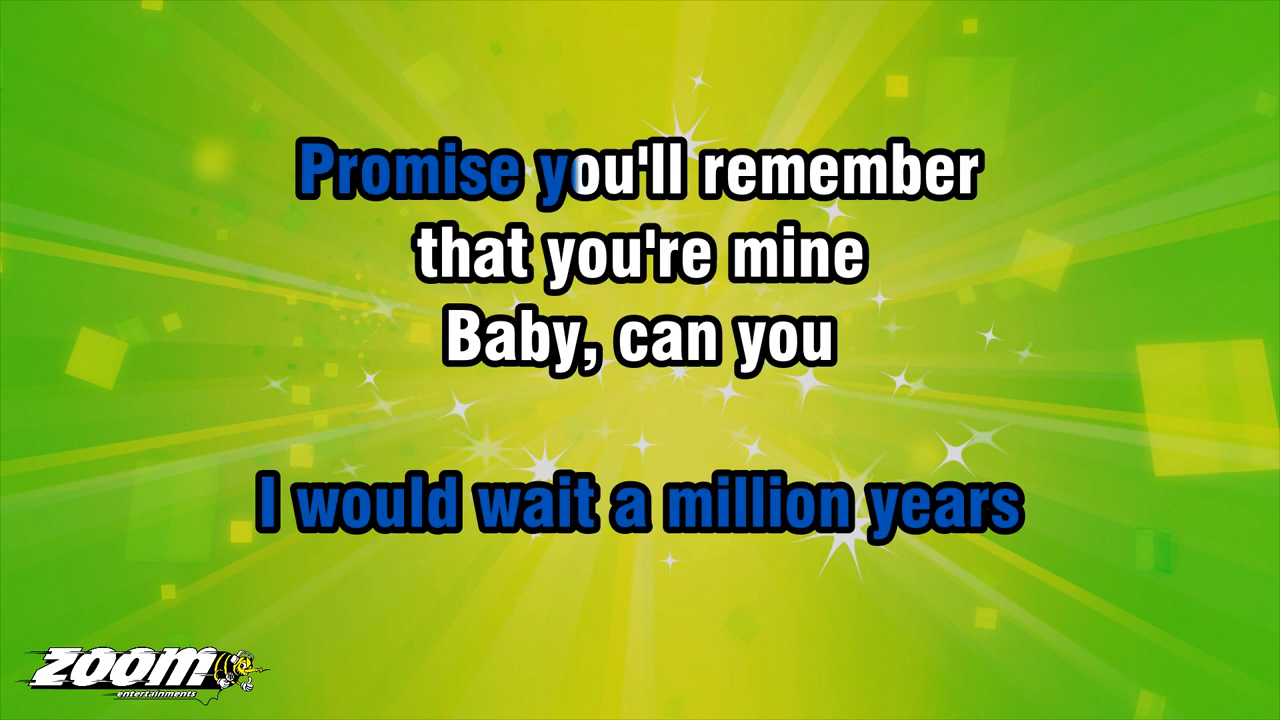 Promise you'll remember
that you're mine
Baby, can you
I would wait a million years
ZOOM
entertainments